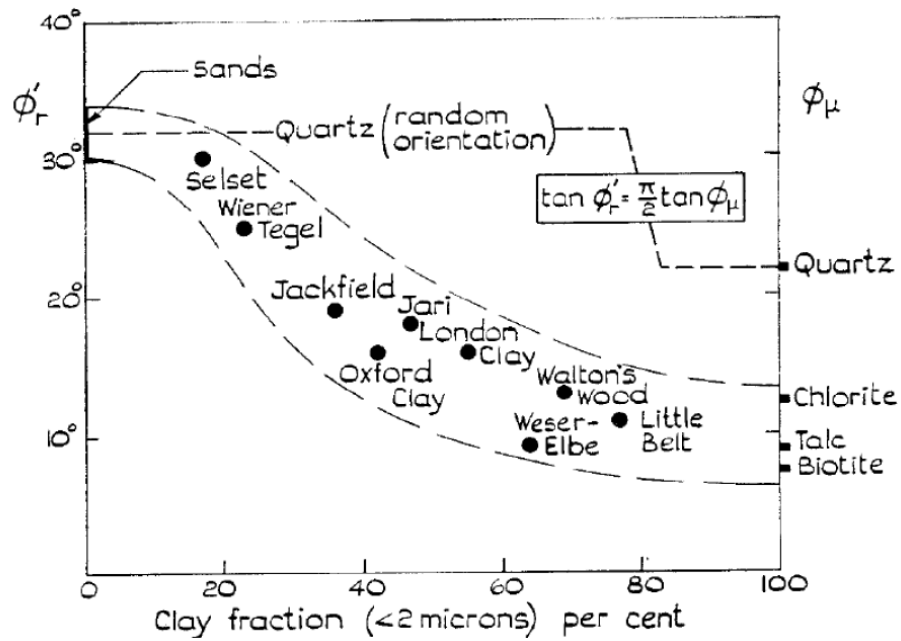 40°
Sands
ϕ′r
ϕμ
Quartz (random orientation)
30°
tan ϕ′r = π/2 tan ϕμ
Selset
Wiener
Tegel
Quartz
20°
Jackfield
Jari
London
Clay
Oxford
Clay
Walton's
Wood
Chlorite
10°
Weser-
Elbe
Little
Belt
Talc
Biotite
0 20 40 60 80 100
Clay fraction (<2 microns) per cent